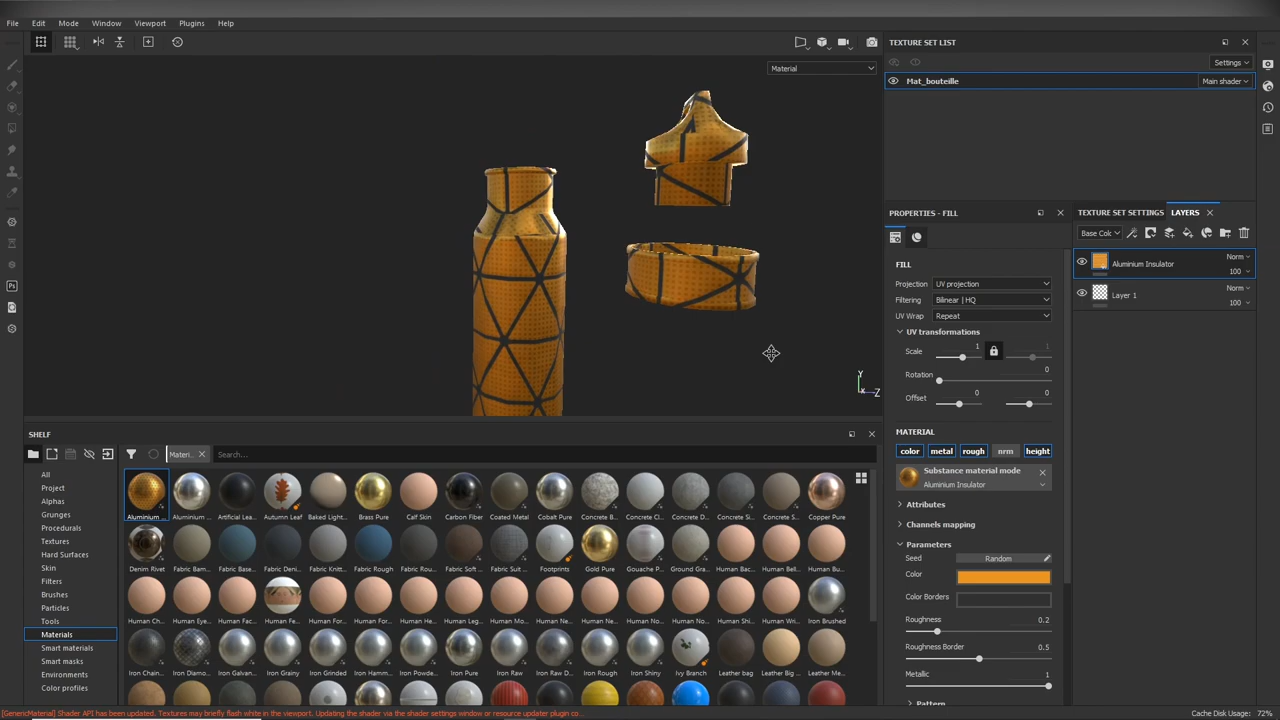 File Edit Mode Window Viewport Plugins Help
Material
Y
X
Z
TEXTURE SET LIST
Settings
Mat_bouteille
Main shader
PROPERTIES - FILL
FILL
Projection UV projection
Filtering Bilinear | HQ
UV Wrap Repeat
UV transformations
Scale 1 1
Rotation 0
Offset 0 0
MATERIAL
color metal rough nrm height
Substance material mode
Aluminium Insulator
Attributes
Channels mapping
Parameters
Seed Random
Color
Color Borders
Roughness 0.2
Roughness Border 0.5
Metallic 1
Pattern
TEXTURE SET SETTINGS LAYERS
Base Colc
Aluminium Insulator Norm 100
Layer 1 Norm 100
SHELF
Materi... Search...
All
Project
Alphas
Grunges
Procedurals
Textures
Hard Surfaces
Skin
Filters
Brushes
Particles
Tools
Materials
Smart materials
Smart masks
Environments
Color profiles
Aluminium ... Aluminium ... Artificial Lea... Autumn Leaf Baked Light... Brass Pure Calf Skin Carbon Fiber Coated Metal Cobalt Pure Concrete B... Concrete Cl... Concrete D... Concrete Si... Concrete S... Copper Pure
Denim Rivet Fabric Bam... Fabric Base... Fabric Deni... Fabric Knitt... Fabric Rough Fabric Rou... Fabric Soft ... Fabric Suit ... Footprints Gold Pure Gouache P... Ground Gra... Human Bac... Human Bell... Human Bu...
Human Ch... Human Eye... Human Fac... Human Fe... Human For... Human For... Human Hea... Human Leg... Human Mo... Human Ne... Human Ne... Human No... Human No... Human Shi... Human Wri... Iron Brushed
Iron Chain... Iron Diamo... Iron Galvan... Iron Grainy Iron Grinded Iron Hamm... Iron Powde... Iron Pure Iron Raw Iron Raw D... Iron Rough Iron Shiny Ivy Branch Leather bag Leather Big ... Leather Me...
[GenericMaterial] Shader API has been updated. Textures may briefly flash white in the viewport. Updating the shader via the shader settings window or resource updater plugin co...
Cache Disk Usage: 72%